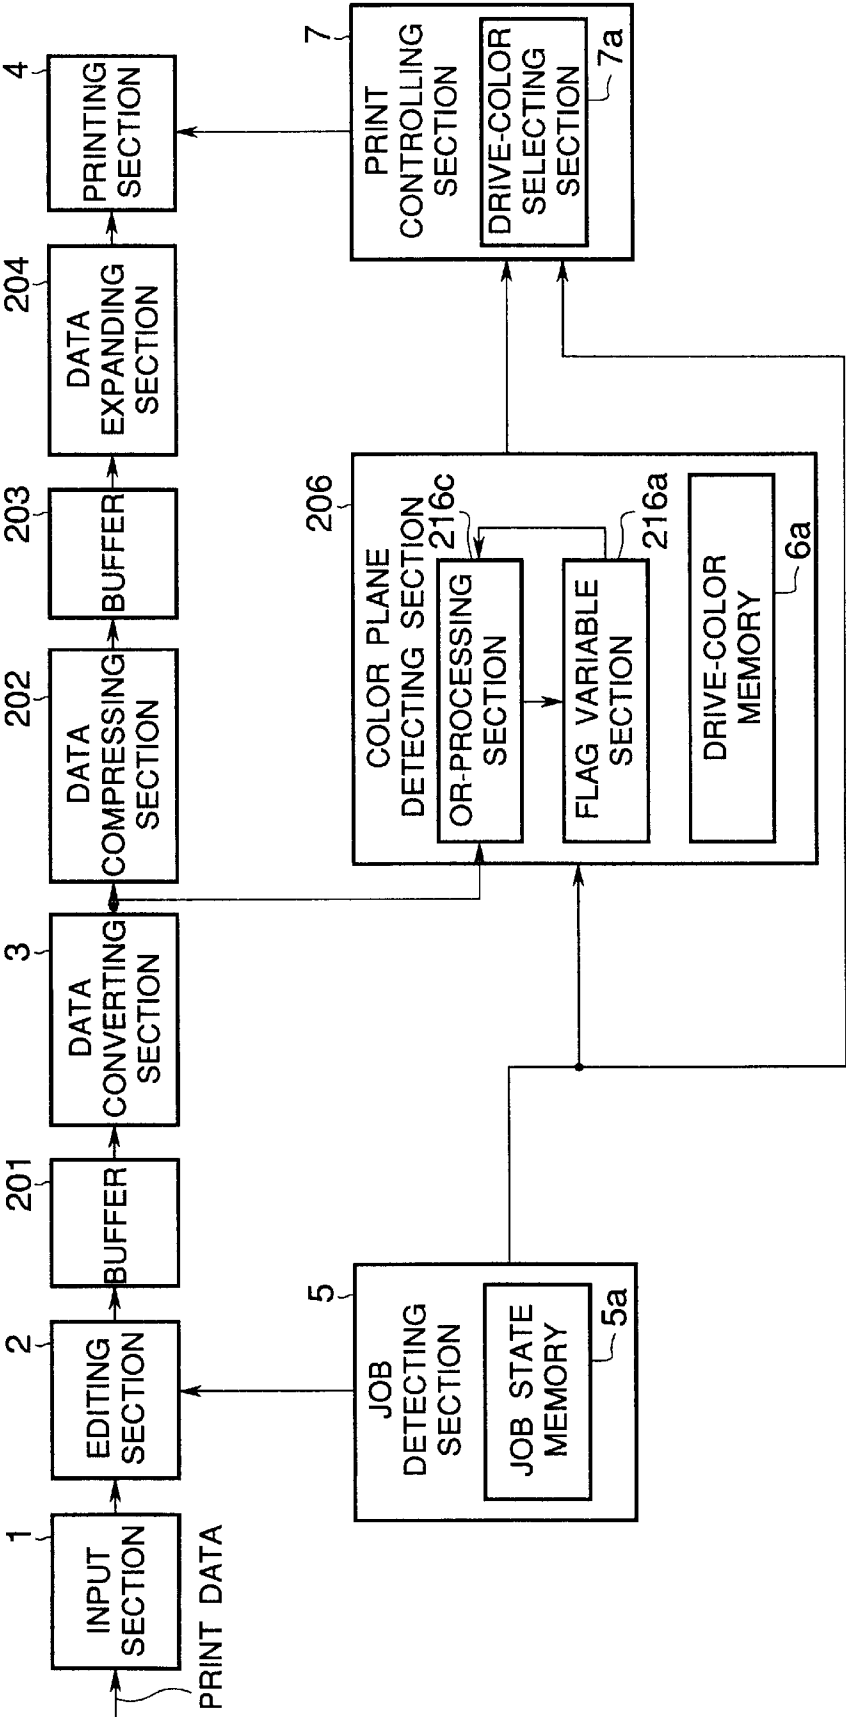 1
INPUT
SECTION
PRINT DATA
2
EDITING
SECTION
201
BUFFER
3
DATA
CONVERTING
SECTION
202
DATA
COMPRESSING
SECTION
203
BUFFER
204
DATA
EXPANDING
SECTION
4
PRINTING
SECTION
5
JOB
DETECTING
SECTION
JOB STATE
MEMORY
5a
206
COLOR PLANE
DETECTING SECTION
216c
OR-PROCESSING
SECTION
FLAG VARIABLE
SECTION
216a
DRIVE-COLOR
MEMORY
6a
7
PRINT
CONTROLLING
SECTION
DRIVE-COLOR
SELECTING
SECTION
7a